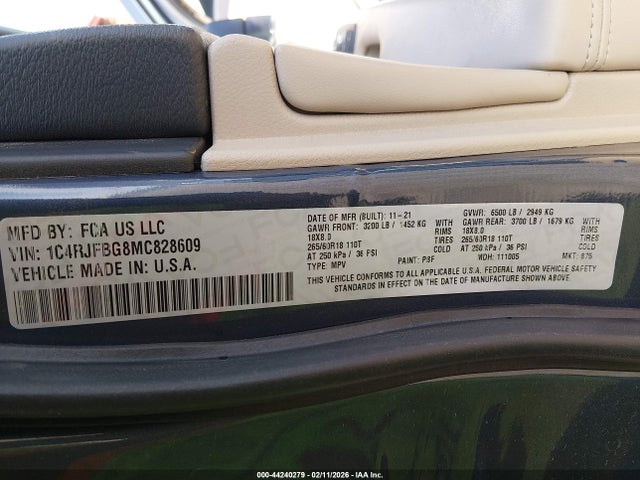 MFD BY: FCA US LLC
VIN: 1C4RJFBG8MC828609
VEHICLE MADE IN: U.S.A.
DATE OF MFR (BUILT): 11-21 GVWR: 6500 LB / 2949 KG
GAWR FRONT: 3200 LB / 1452 KG WITH GAWR REAR: 3700 LB / 1679 KG WITH
18X8.0 RIMS 18X8.0 RIMS
265/60R18 110T TIRES 265/60R18 110T TIRES
AT 250 kPa / 36 PSI COLD AT 250 kPa / 36 PSI COLD
TYPE: MPV PAINT: PBF MDH: 111005 MKT: 875
THIS VEHICLE CONFORMS TO ALL APPLICABLE U.S.A. FEDERAL MOTOR VEHICLE SAFETY
STANDARDS IN EFFECT ON THE DATE OF MANUFACTURE SHOWN ABOVE.
000-44240279 - 02/11/2026 - IAA Inc.